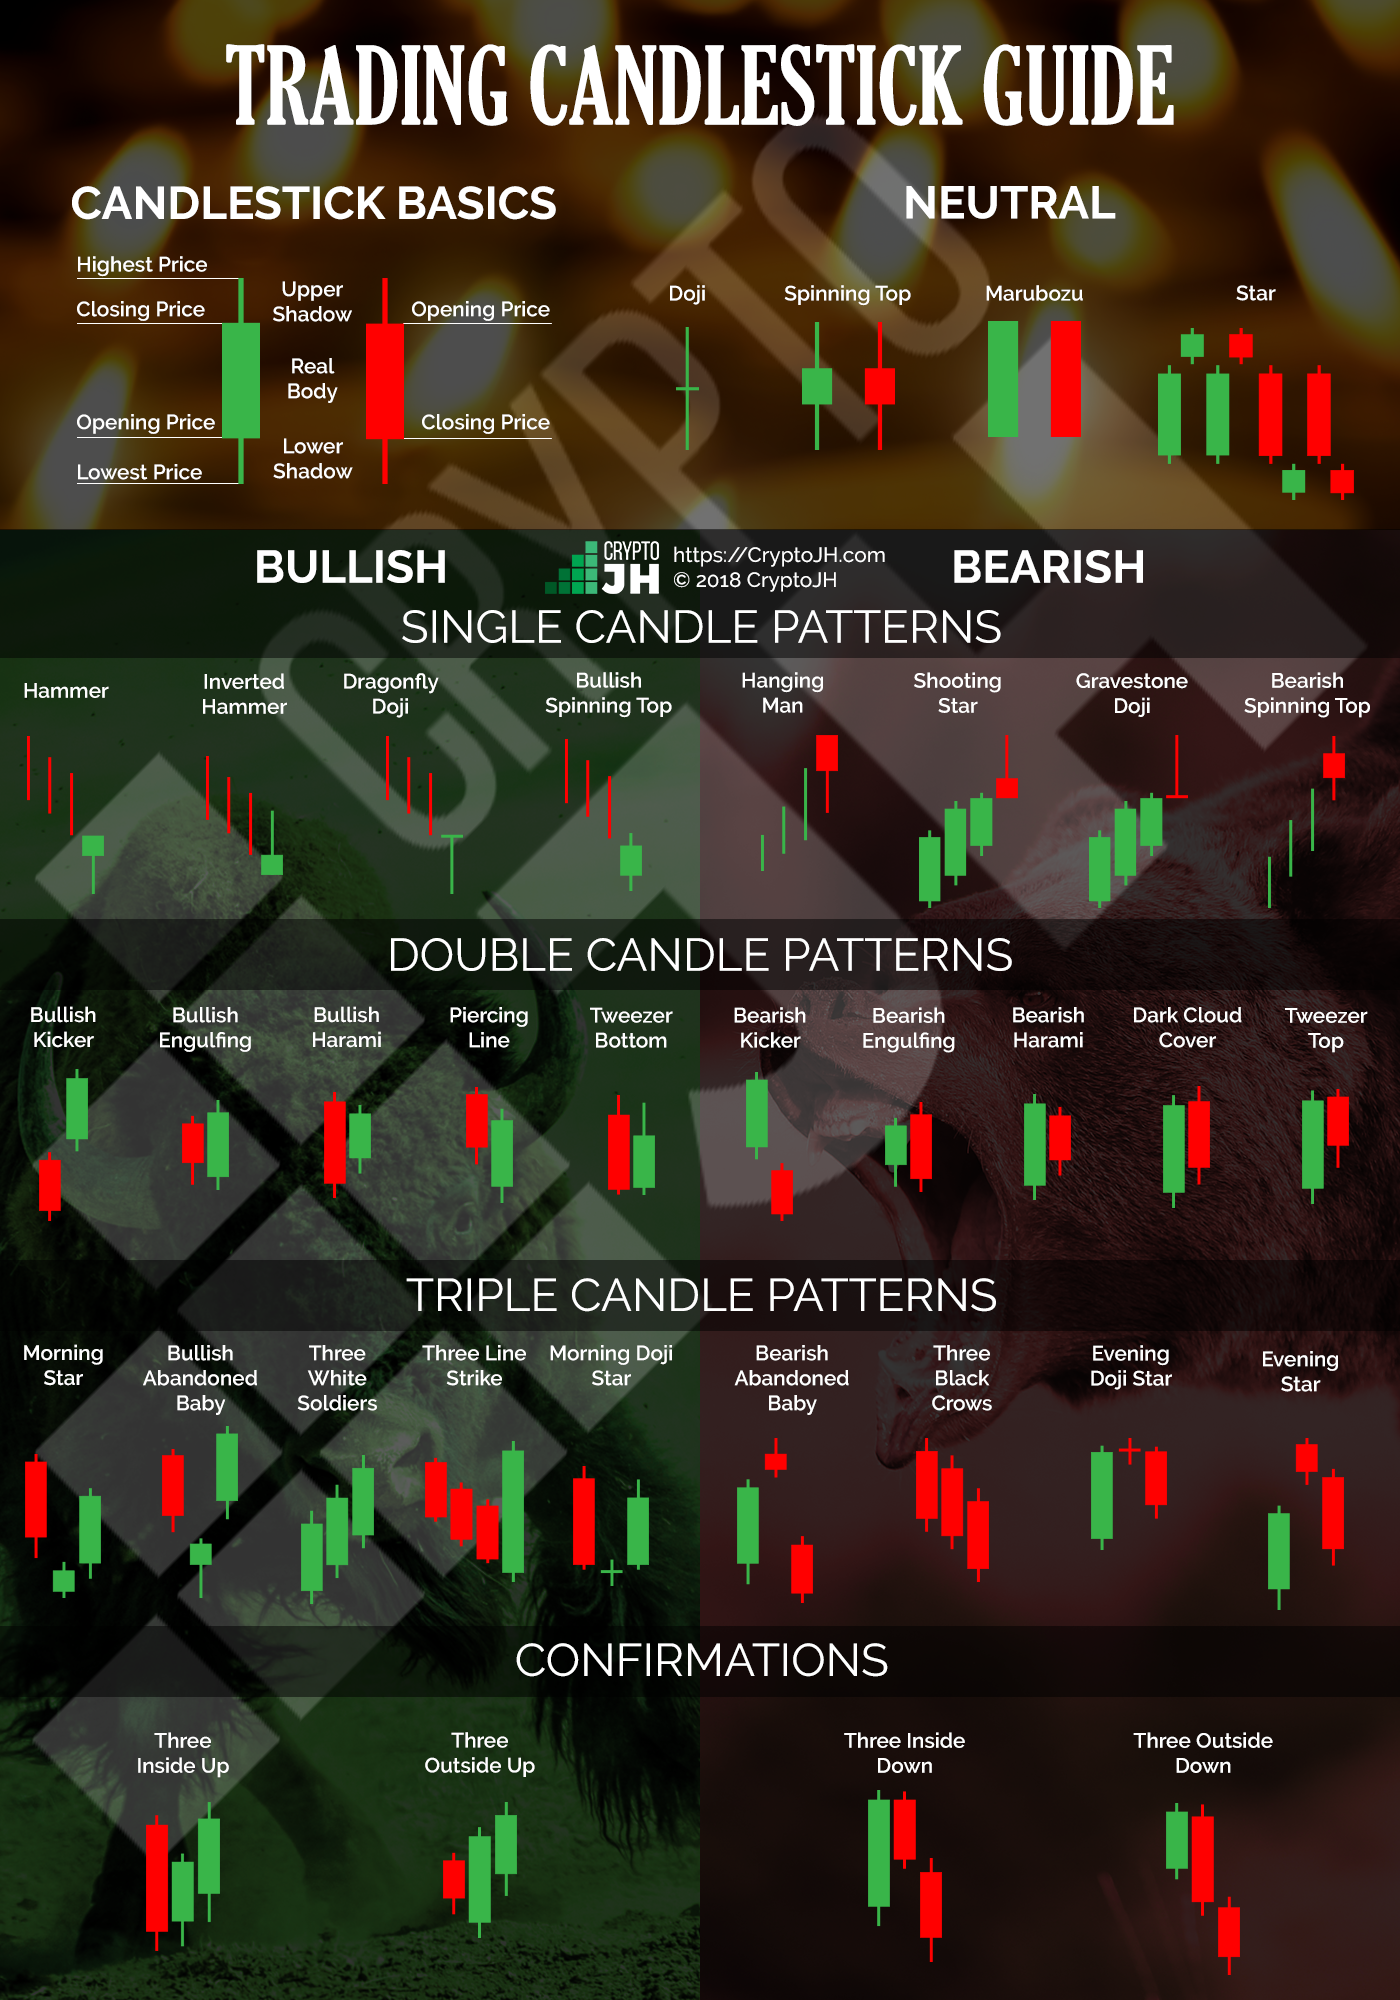 TRADING CANDLESTICK GUIDE
CANDLESTICK BASICS
Highest Price
Closing Price
Opening Price
Lowest Price
Upper
Shadow
Real
Body
Lower
Shadow
Opening Price
Closing Price
NEUTRAL
Doji
Spinning Top
Marubozu
Star
BULLISH
CRYPTO
JH
https://CryptoJH.com
© 2018 CryptoJH
BEARISH
SINGLE CANDLE PATTERNS
Hammer
Inverted
Hammer
Dragonfly
Doji
Bullish
Spinning Top
Hanging
Man
Shooting
Star
Gravestone
Doji
Bearish
Spinning Top
DOUBLE CANDLE PATTERNS
Bullish
Kicker
Bullish
Engulfing
Bullish
Harami
Piercing
Line
Tweezer
Bottom
Bearish
Kicker
Bearish
Engulfing
Bearish
Harami
Dark Cloud
Cover
Tweezer
Top
TRIPLE CANDLE PATTERNS
Morning
Star
Bullish
Abandoned
Baby
Three
White
Soldiers
Three Line
Strike
Morning Doji
Star
Bearish
Abandoned
Baby
Three
Black
Crows
Evening
Doji Star
Evening
Star
CONFIRMATIONS
Three
Inside Up
Three
Outside Up
Three Inside
Down
Three Outside
Down
CRYPTO
JH